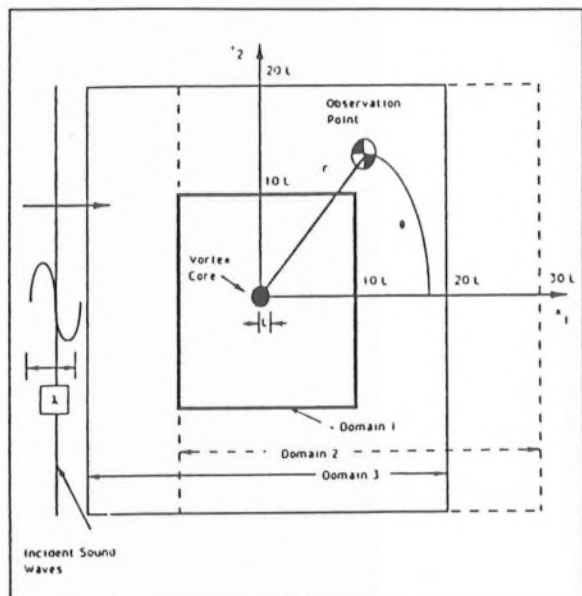 x2
20 L
Observation
Point
r
10 L
θ
Vortex
Core
10 L
20 L
30 L
x1
L
λ
Domain 1
Domain 2
Domain 3
Incident Sound
Waves